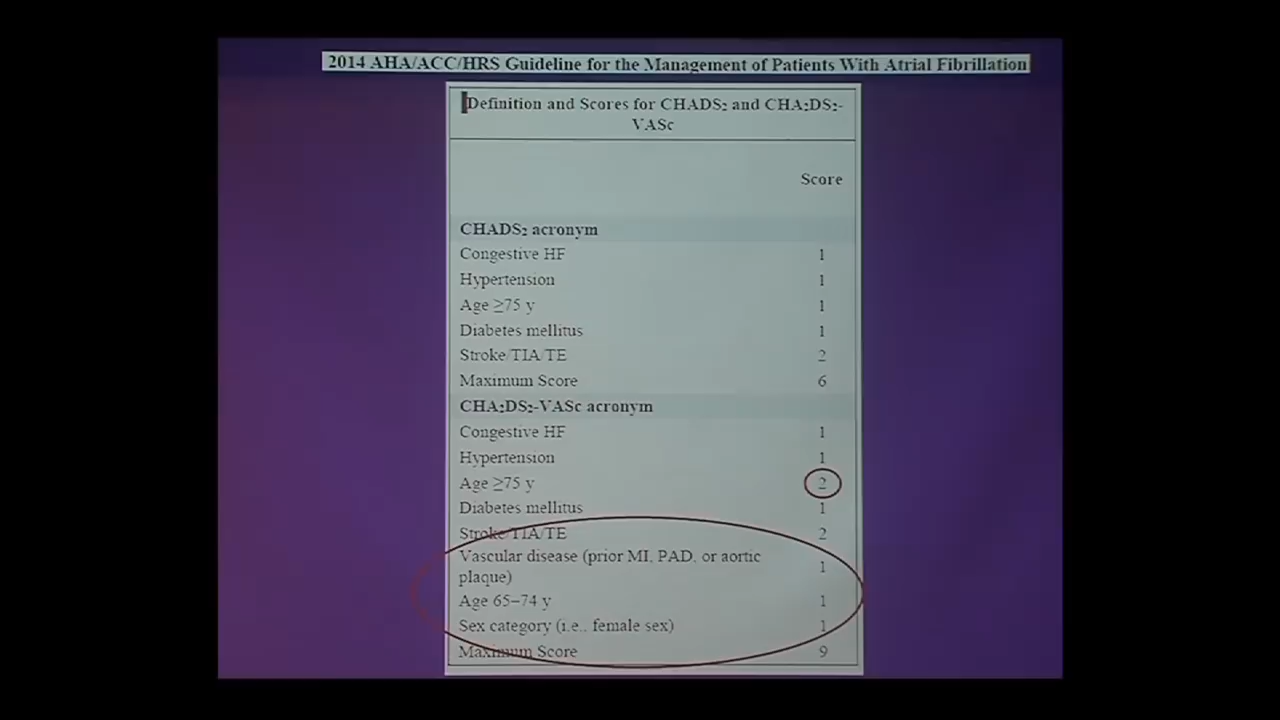 2014 AHA/ACC/HRS Guideline for the Management of Patients With Atrial Fibrillation
Definition and Scores for CHADS₂ and CHA₂DS₂-
VASc
Score
CHADS₂ acronym
Congestive HF 1
Hypertension 1
Age ≥75 y 1
Diabetes mellitus 1
Stroke/TIA/TE 2
Maximum Score 6
CHA₂DS₂-VASc acronym
Congestive HF 1
Hypertension 1
Age ≥75 y 2
Diabetes mellitus 1
Stroke/TIA/TE 2
Vascular disease (prior MI, PAD, or aortic
plaque) 1
Age 65–74 y 1
Sex category (i.e., female sex) 1
Maximum Score 9